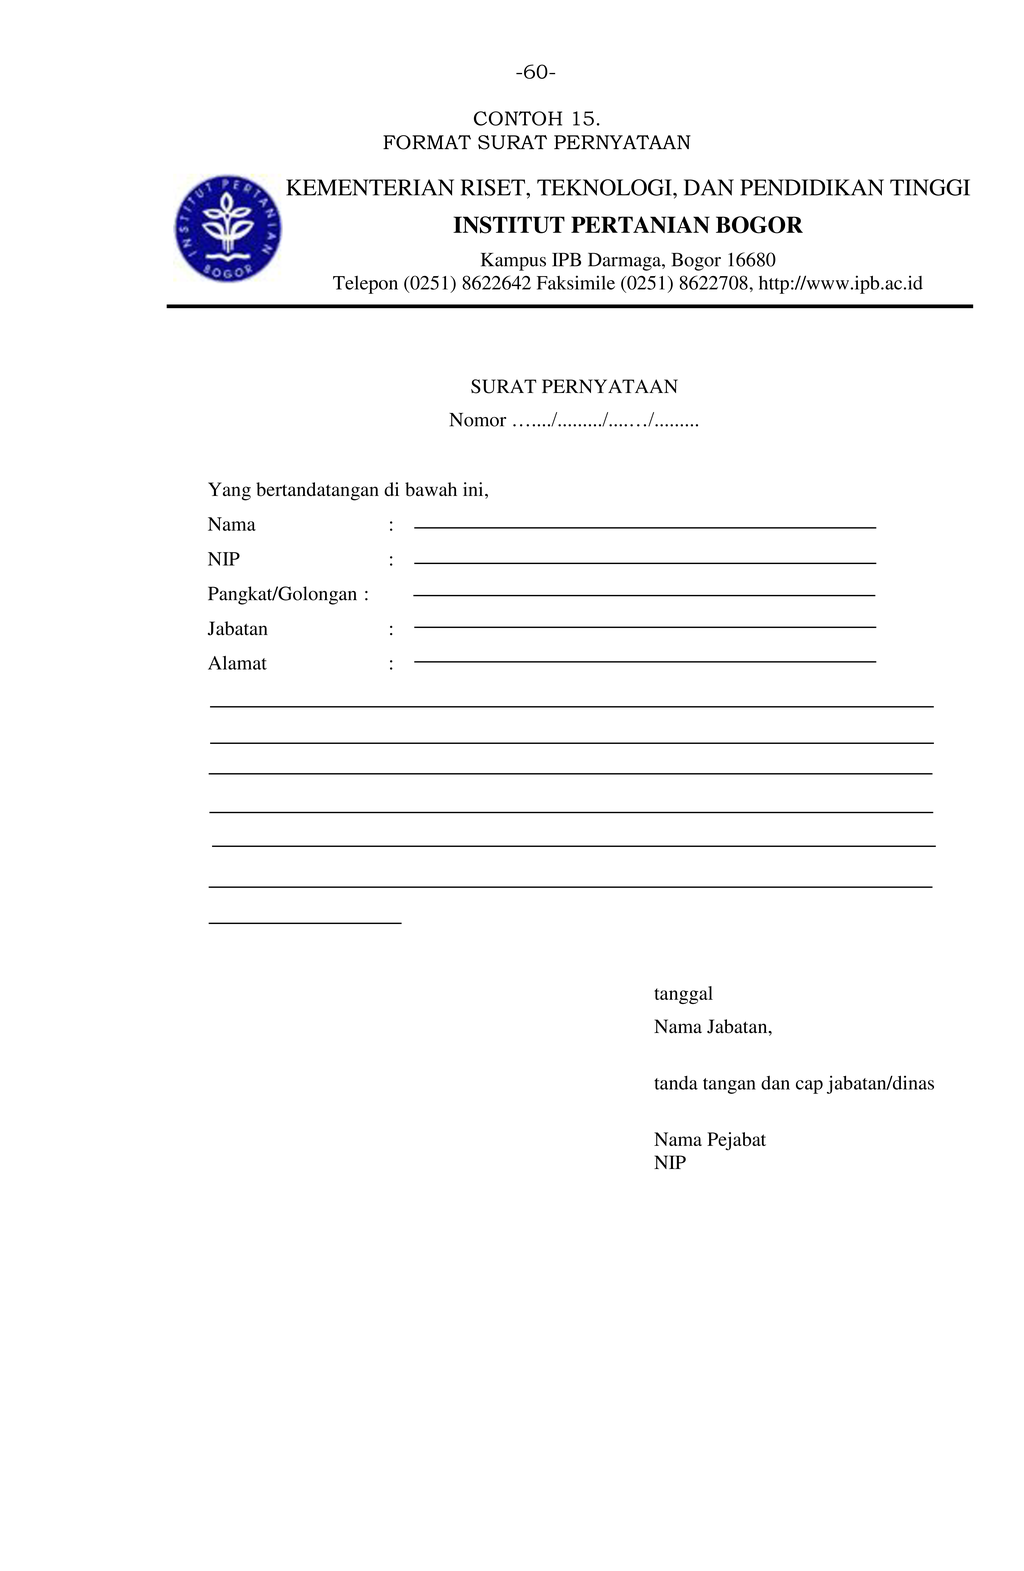 -60-
CONTOH 15.
FORMAT SURAT PERNYATAAN
INSTITUT PERTANIAN BOGOR
KEMENTERIAN RISET, TEKNOLOGI, DAN PENDIDIKAN TINGGI
INSTITUT PERTANIAN BOGOR
Kampus IPB Darmaga, Bogor 16680
Telepon (0251) 8622642 Faksimile (0251) 8622708, http://www.ipb.ac.id
SURAT PERNYATAAN
Nomor …..../........./....…/.........
Yang bertandatangan di bawah ini,
Nama :
NIP :
Pangkat/Golongan :
Jabatan :
Alamat :
tanggal
Nama Jabatan,
tanda tangan dan cap jabatan/dinas
Nama Pejabat
NIP